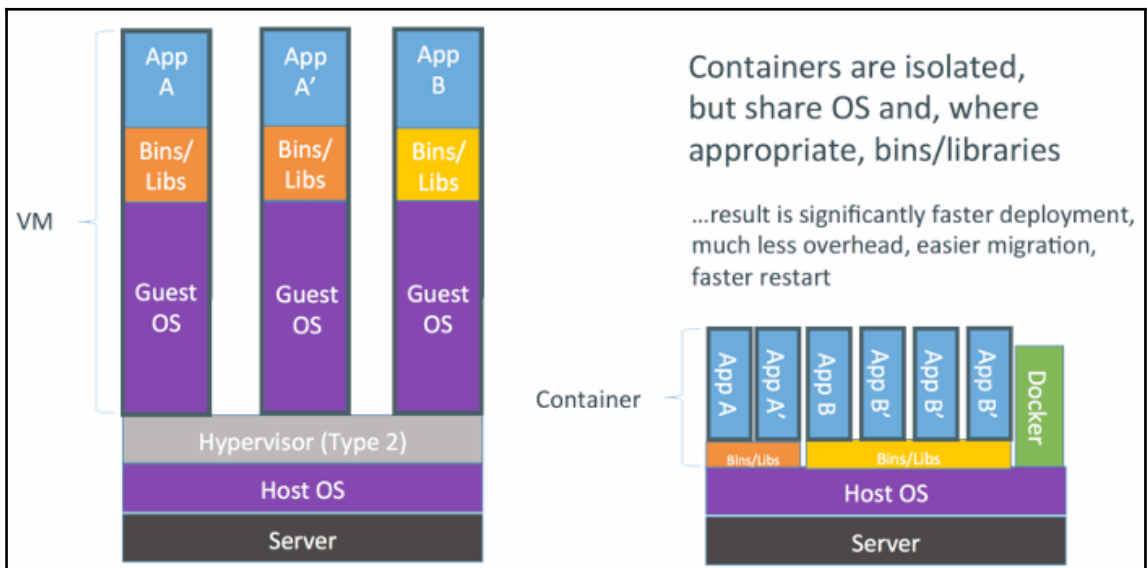 App
A
App
A’
App
B
Bins/
Libs
Bins/
Libs
Bins/
Libs
VM
Guest
OS
Guest
OS
Guest
OS
Hypervisor (Type 2)
Host OS
Server
Containers are isolated,
but share OS and, where
appropriate, bins/libraries
...result is significantly faster deployment,
much less overhead, easier migration,
faster restart
Container
App A
App A’
App B
App B’
App B’
App B’
Docker
Bins/Libs
Bins/Libs
Host OS
Server